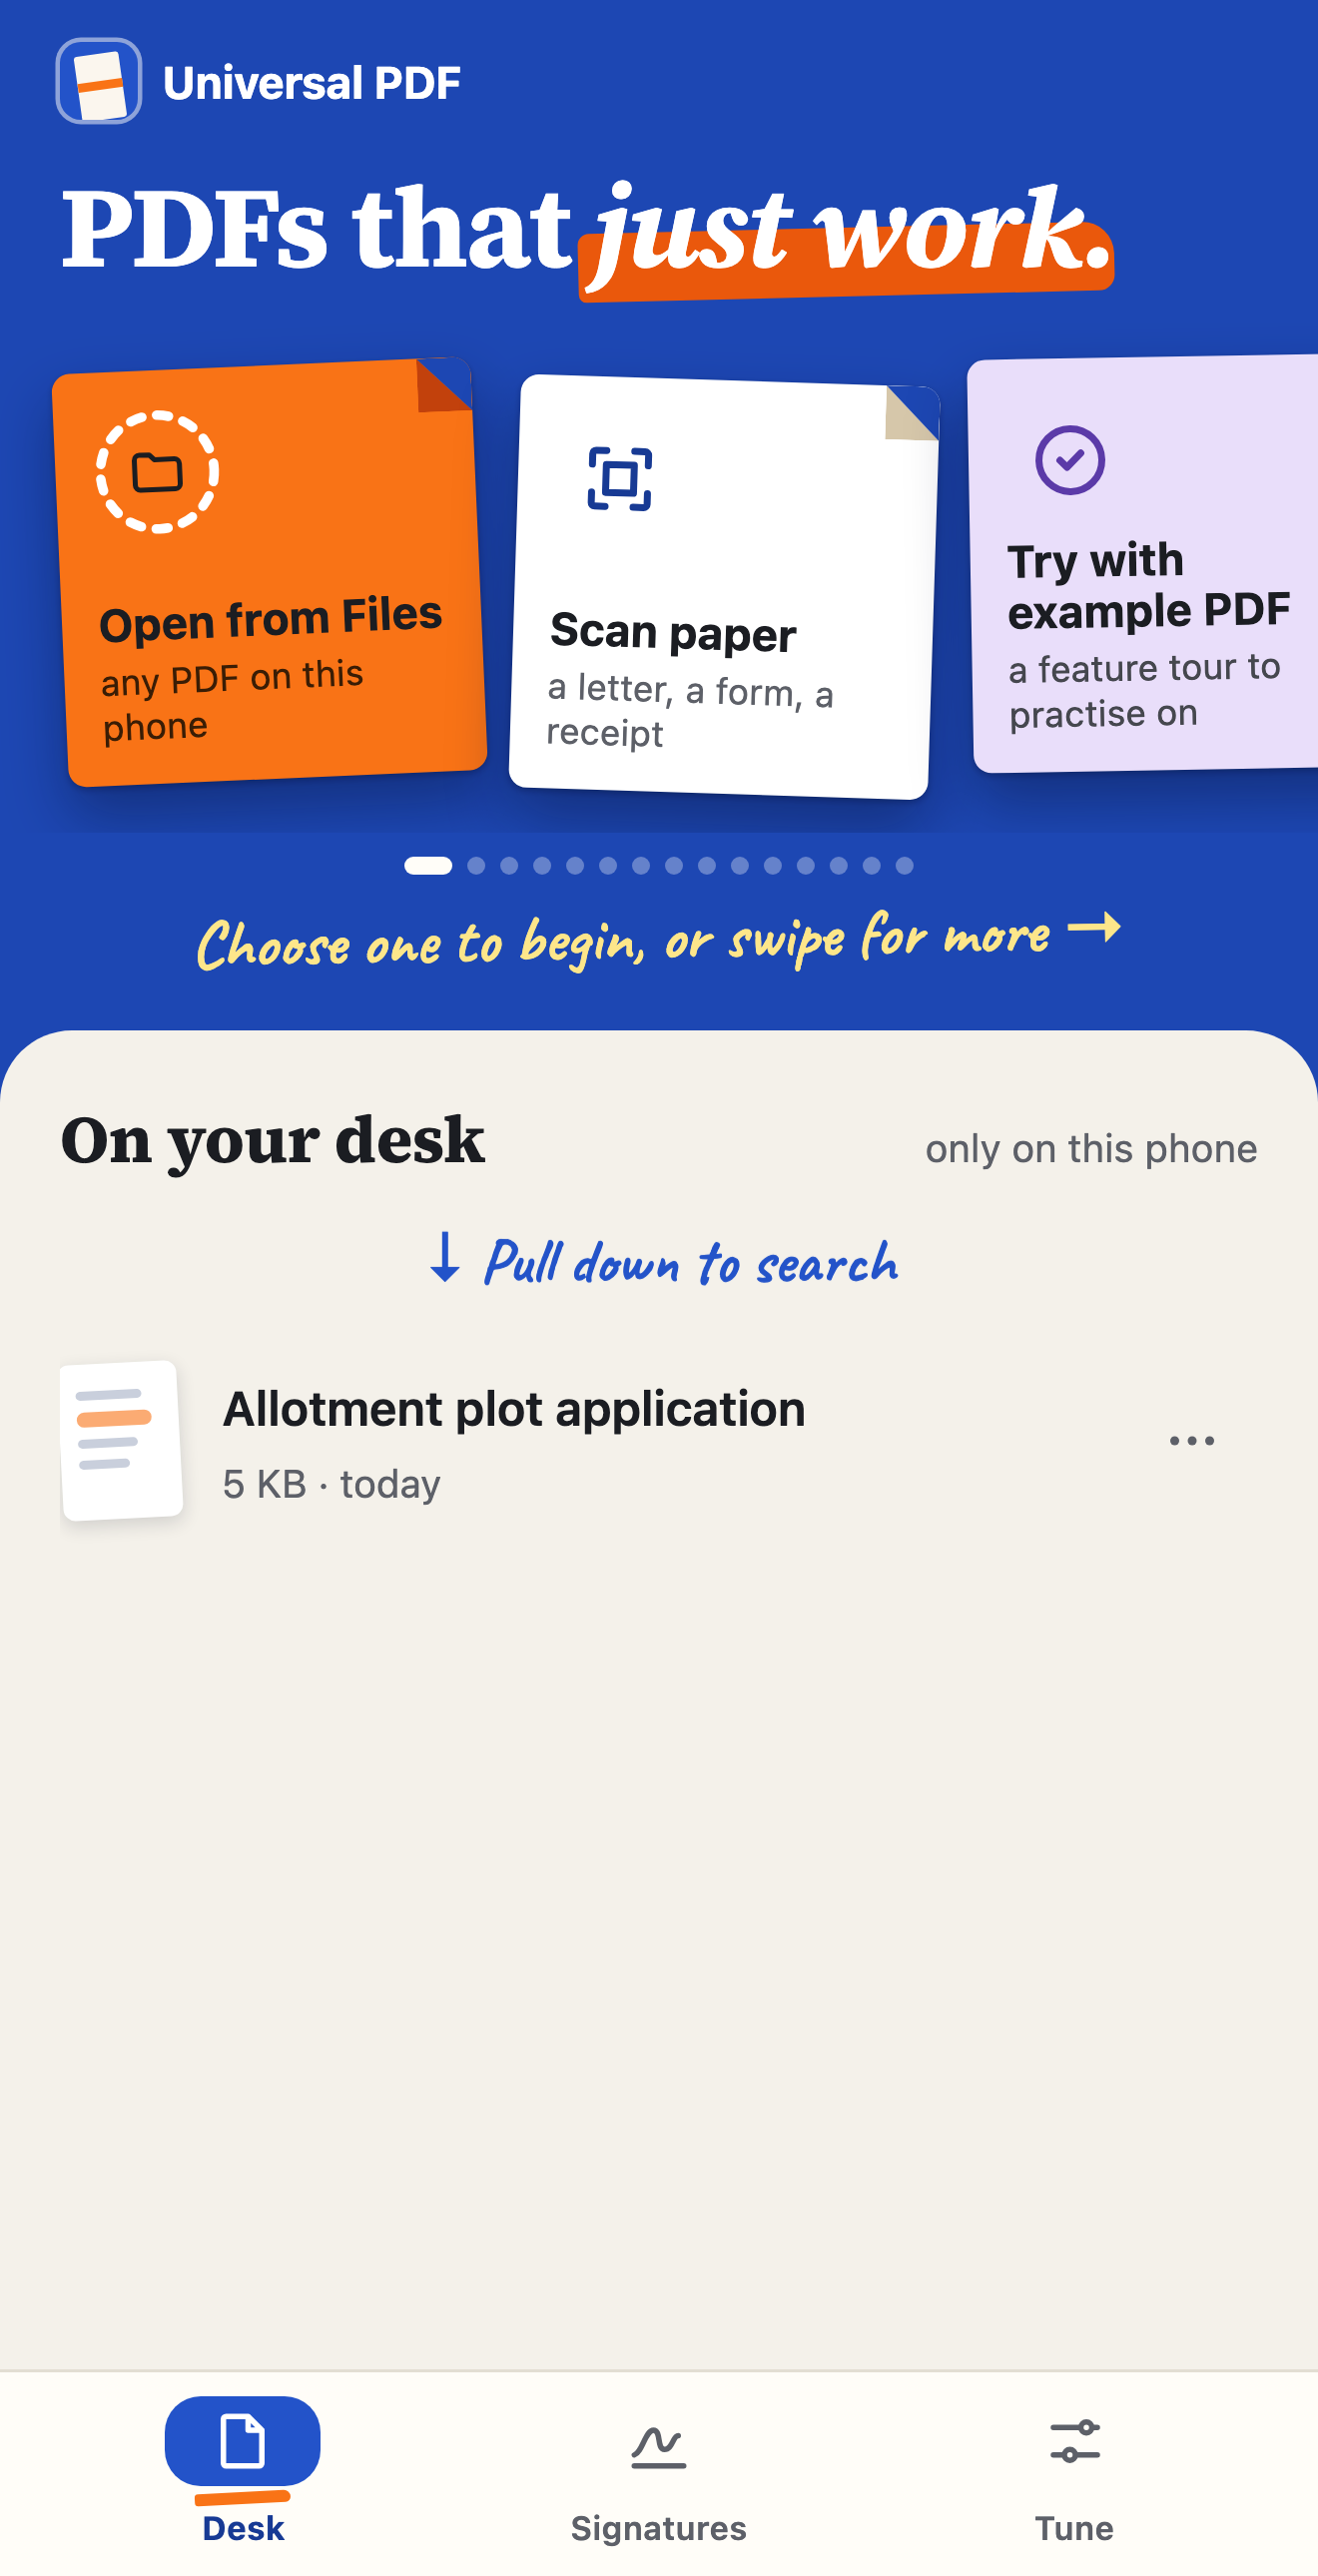 Universal PDF
PDFs that just work.
Open from Files
any PDF on this
phone
Scan paper
a letter, a form, a
receipt
Try with
example PDF
a feature tour to
practise on
Choose one to begin, or swipe for more →
On your desk
only on this phone
↓ Pull down to search
Allotment plot application
5 KB · today
Desk
Signatures
Tune